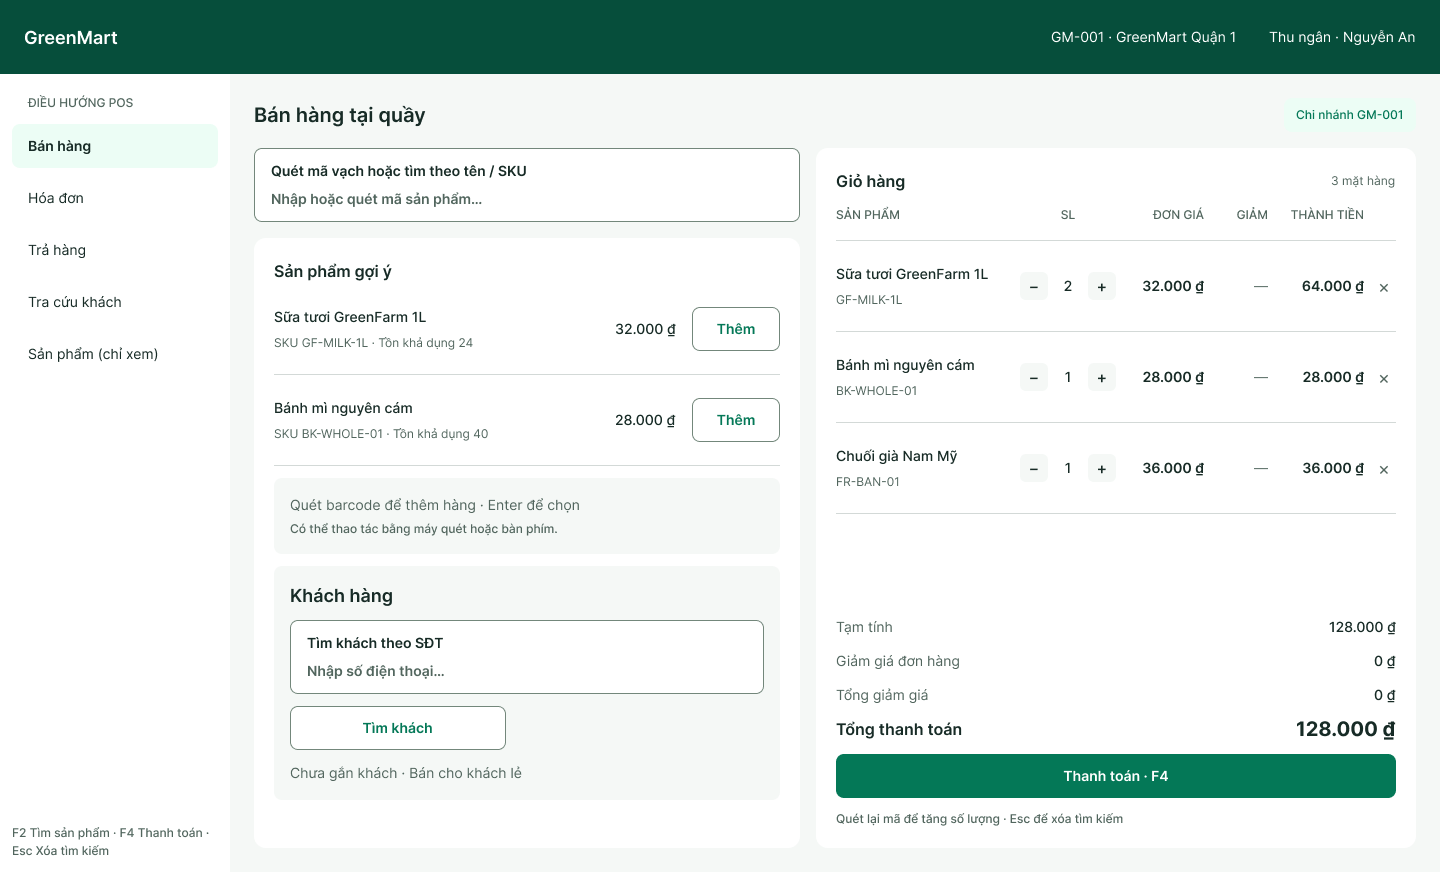 GreenMart
GM-001 · GreenMart Quận 1
Thu ngân · Nguyễn An
ĐIỀU HƯỚNG POS
Bán hàng
Hóa đơn
Trả hàng
Tra cứu khách
Sản phẩm (chỉ xem)
F2 Tìm sản phẩm · F4 Thanh toán ·
Esc Xóa tìm kiếm
Bán hàng tại quầy
Chi nhánh GM-001
Quét mã vạch hoặc tìm theo tên / SKU
Nhập hoặc quét mã sản phẩm...
Sản phẩm gợi ý
Sữa tươi GreenFarm 1L
SKU GF-MILK-1L · Tồn khả dụng 24
32.000 ₫
Thêm
Bánh mì nguyên cám
SKU BK-WHOLE-01 · Tồn khả dụng 40
28.000 ₫
Thêm
Quét barcode để thêm hàng · Enter để chọn
Có thể thao tác bằng máy quét hoặc bàn phím.
Khách hàng
Tìm khách theo SĐT
Nhập số điện thoại...
Tìm khách
Chưa gắn khách · Bán cho khách lẻ
Giỏ hàng
3 mặt hàng
SẢN PHẨM SL ĐƠN GIÁ GIẢM THÀNH TIỀN
Sữa tươi GreenFarm 1L
GF-MILK-1L
− 2 + 32.000 ₫ — 64.000 ₫ ×
Bánh mì nguyên cám
BK-WHOLE-01
− 1 + 28.000 ₫ — 28.000 ₫ ×
Chuối già Nam Mỹ
FR-BAN-01
− 1 + 36.000 ₫ — 36.000 ₫ ×
Tạm tính 128.000 ₫
Giảm giá đơn hàng 0 ₫
Tổng giảm giá 0 ₫
Tổng thanh toán 128.000 ₫
Thanh toán · F4
Quét lại mã để tăng số lượng · Esc để xóa tìm kiếm